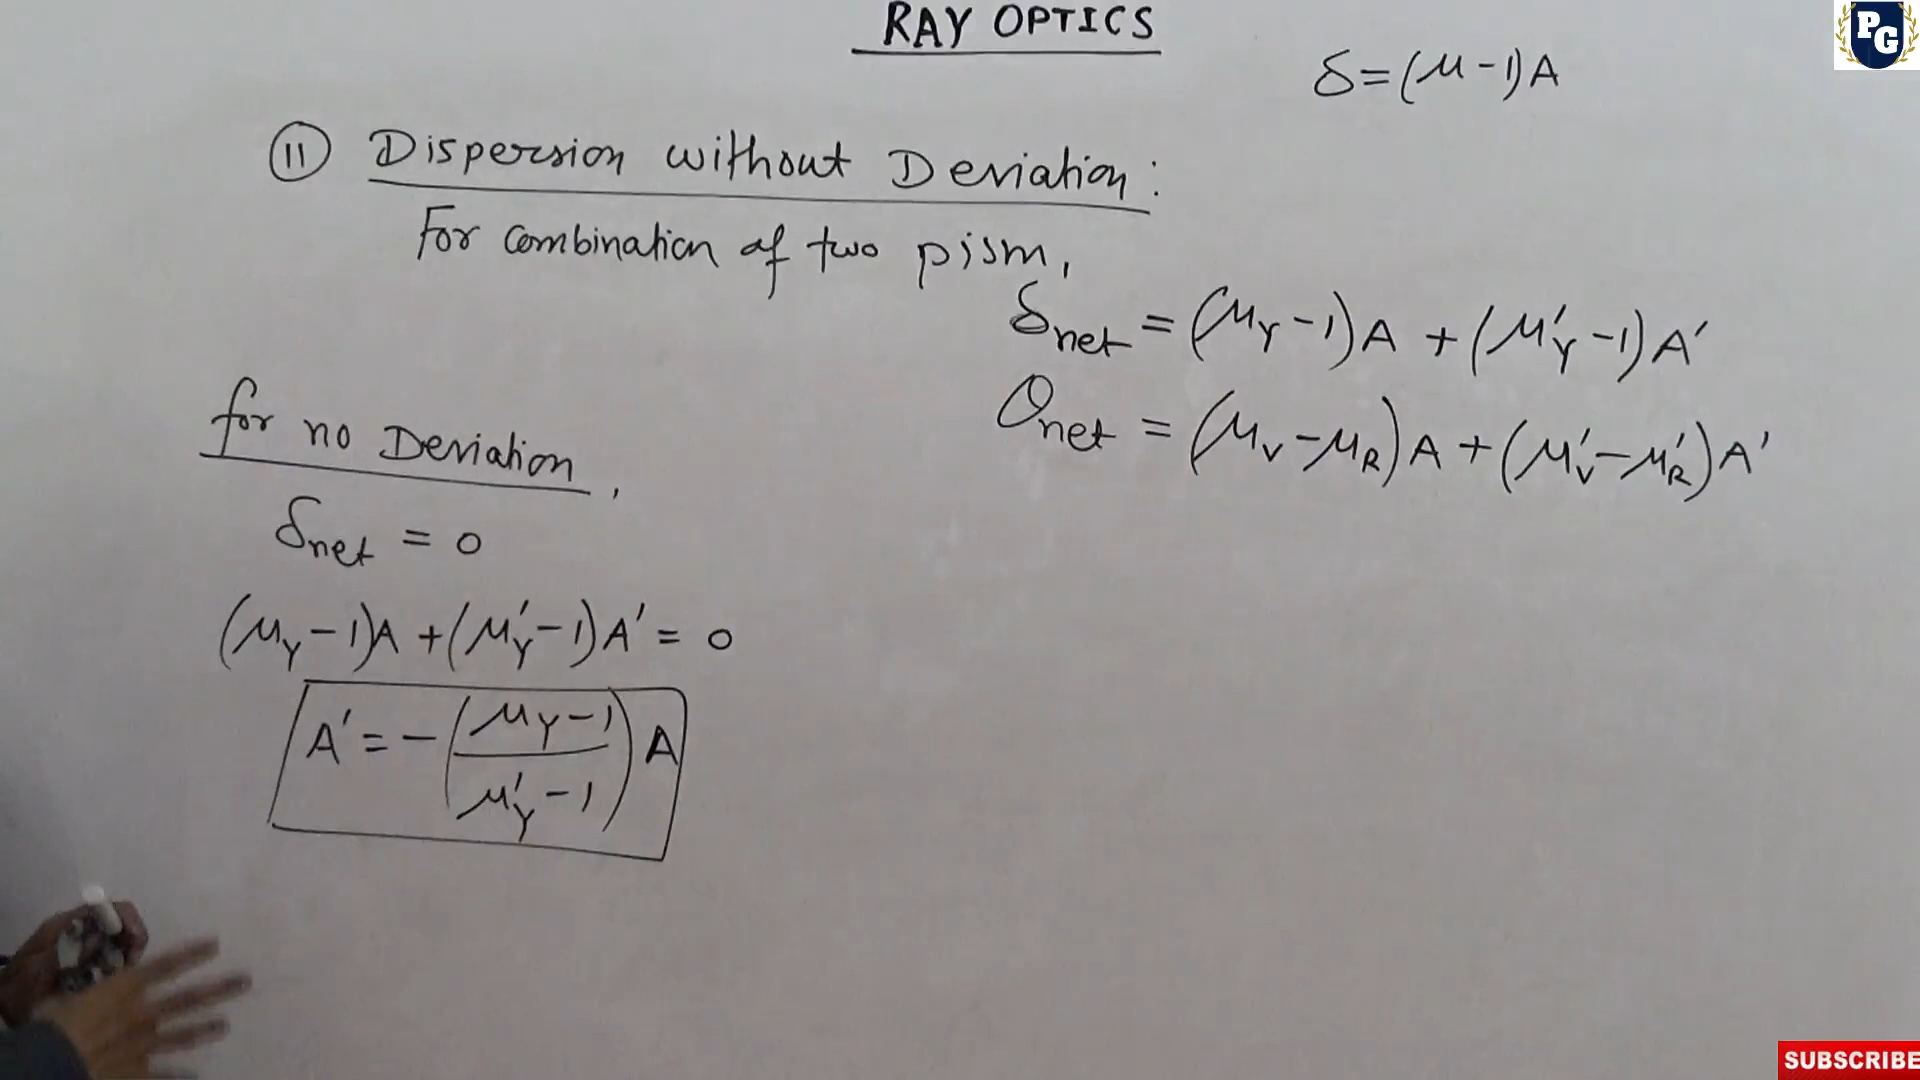 RAY OPTICS
PG
δ=(μ-1)A
(11) Dispersion without Deviation:
For combination of two pism,
δnet = (μY-1)A + (μ'Y-1)A'
θnet = (μV-μR)A + (μ'V-μ'R)A'
for no Deviation,
δnet = 0
(μY-1)A + (μ'Y-1)A' = 0
A' = -((μY-1)/(μ'Y-1))A
SUBSCRIBE